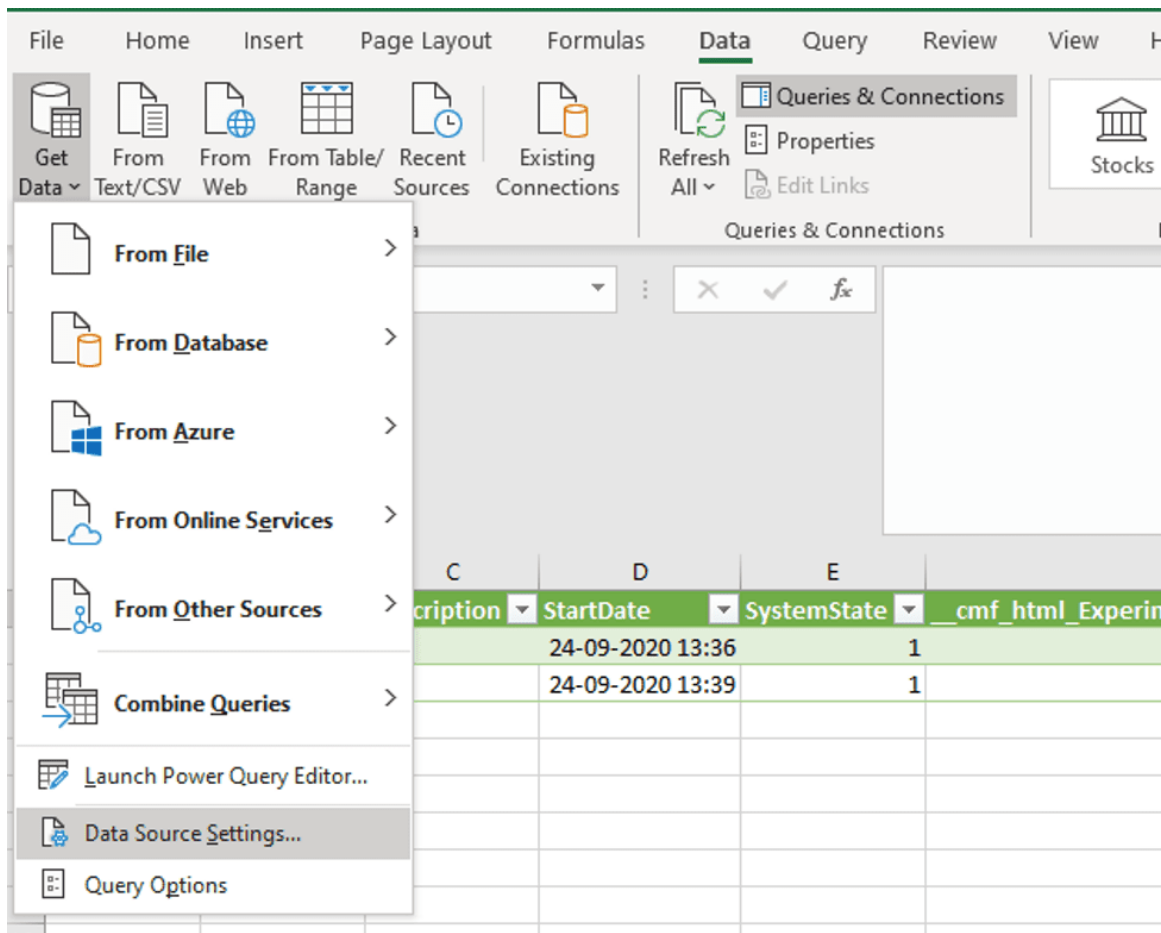 File Home Insert Page Layout Formulas Data Query Review View
Get Data
From Text/CSV
From Web
From Table/ Range
Recent Sources
Existing Connections
Refresh All
Queries & Connections
Properties
Edit Links
Stocks
Queries & Connections
From File
From Database
From Azure
From Online Services
From Other Sources
Combine Queries
Launch Power Query Editor...
Data Source Settings...
Query Options
fx
C D E
cription StartDate SystemState __cmf_html_Experin
24-09-2020 13:36 1
24-09-2020 13:39 1